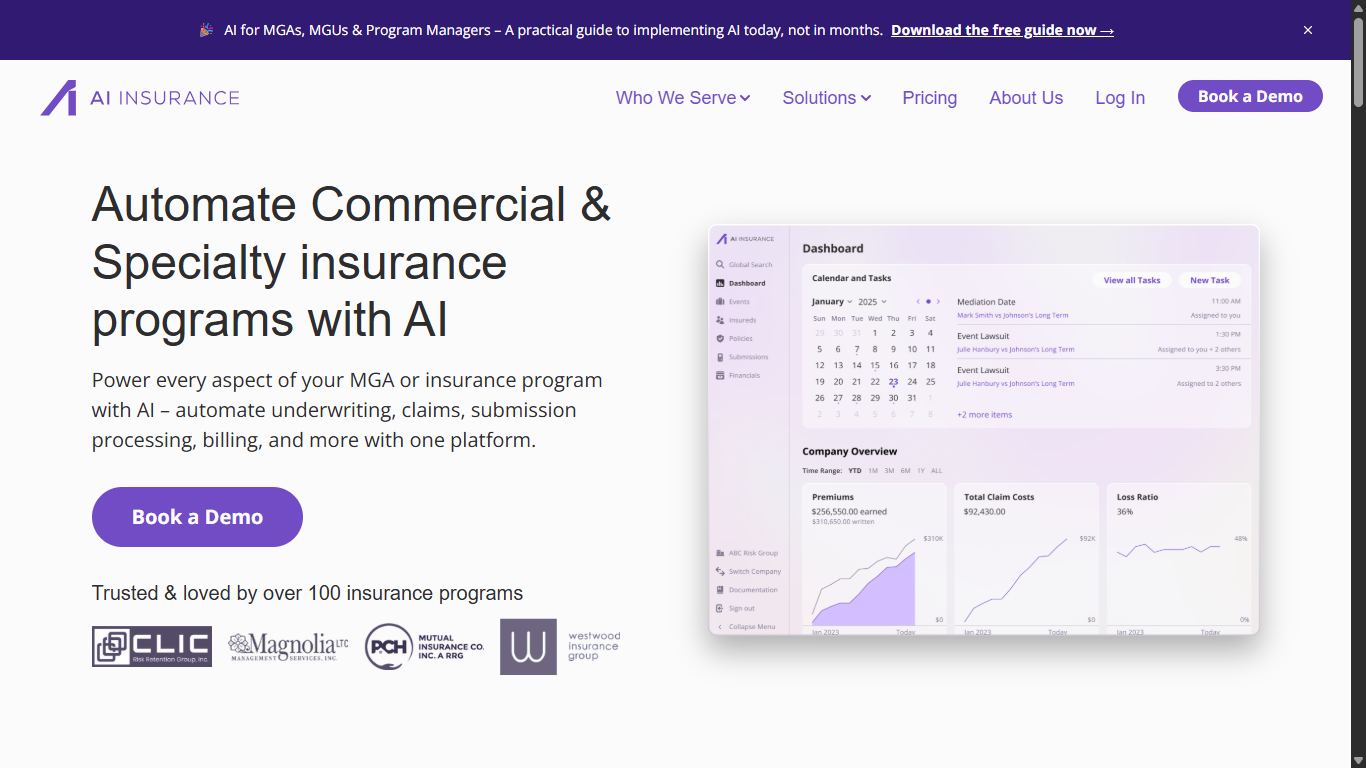 AI for MGAs, MGUs & Program Managers – A practical guide to implementing AI today, not in months. Download the free guide now →
×
AI INSURANCE
Who We Serve
Solutions
Pricing
About Us
Log In
Book a Demo
Automate Commercial &
Specialty insurance
programs with AI
Power every aspect of your MGA or insurance program
with AI – automate underwriting, claims, submission
processing, billing, and more with one platform.
Book a Demo
Trusted & loved by over 100 insurance programs
CLIC
Risk Retention Group, Inc.
Magnolia LTC
MANAGEMENT SERVICES, INC.
PCH
MUTUAL
INSURANCE CO.
INC. A RRG
W
westwood
insurance
group
AI INSURANCE
Global Search
Dashboard
Events
Insureds
Policies
Submissions
Financials
ABC Risk Group
Switch Company
Documentation
Sign out
Collapse Menu
Dashboard
Calendar and Tasks
View all Tasks
New Task
January 2025
Sun Mon Tue Wed Thu Fri Sat
29 30 31 1 2 3 4
5 6 7 8 9 10 11
12 13 14 15 16 17 18
19 20 21 22 23 24 25
26 27 28 29 30 31 1
2 3 4 5 6 7 8
Mediation Date 11:00 AM
Mark Smith vs Johnson's Long Term Assigned to you
Event Lawsuit 1:30 PM
Julie Hanbury vs Johnson's Long Term Assigned to you + 2 others
Event Lawsuit 3:30 PM
Julie Hanbury vs Johnson's Long Term Assigned to 2 others
+2 more items
Company Overview
Time Range: YTD 1M 3M 6M 1Y ALL
Premiums
$256,550.00 earned
$310,650.00 written
$310K
$0
Jan 2023 Today
Total Claim Costs
$92,430.00
$92K
$0
Jan 2023 Today
Loss Ratio
36%
48%
0%
Jan 2023 Today